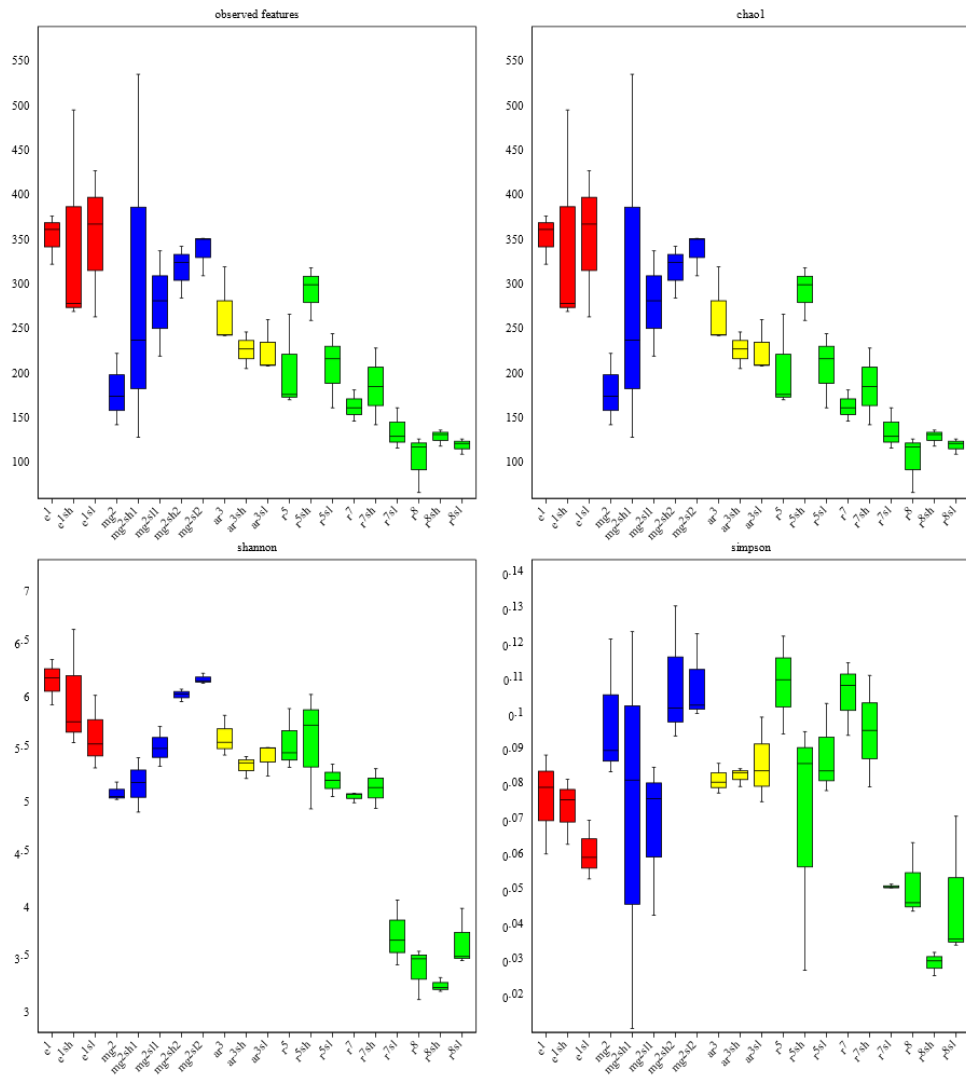 observed features
550
500
450
400
350
300
250
200
150
100
e1
e1sh
e1sl
mg2
mg2sh1
mg2sl1
mg2sh2
mg2sl2
ar3
ar3sh
ar3sl
r5
r5sh
r5sl
r7
r7sh
r7sl
r8
r8sh
r8sl
chao1
550
500
450
400
350
300
250
200
150
100
e1
e1sh
e1sl
mg2
mg2sh1
mg2sl1
mg2sh2
mg2sl2
ar3
ar3sh
ar3sl
r5
r5sh
r5sl
r7
r7sh
r7sl
r8
r8sh
r8sl
shannon
7
6.5
6
5.5
5
4.5
4
3.5
3
e1
e1sh
e1sl
mg2
mg2sh1
mg2sl1
mg2sh2
mg2sl2
ar3
ar3sh
ar3sl
r5
r5sh
r5sl
r7
r7sh
r7sl
r8
r8sh
r8sl
simpson
0.14
0.13
0.12
0.11
0.1
0.09
0.08
0.07
0.06
0.05
0.04
0.03
0.02
e1
e1sh
e1sl
mg2
mg2sh1
mg2sl1
mg2sh2
mg2sl2
ar3
ar3sh
ar3sl
r5
r5sh
r5sl
r7
r7sh
r7sl
r8
r8sh
r8sl